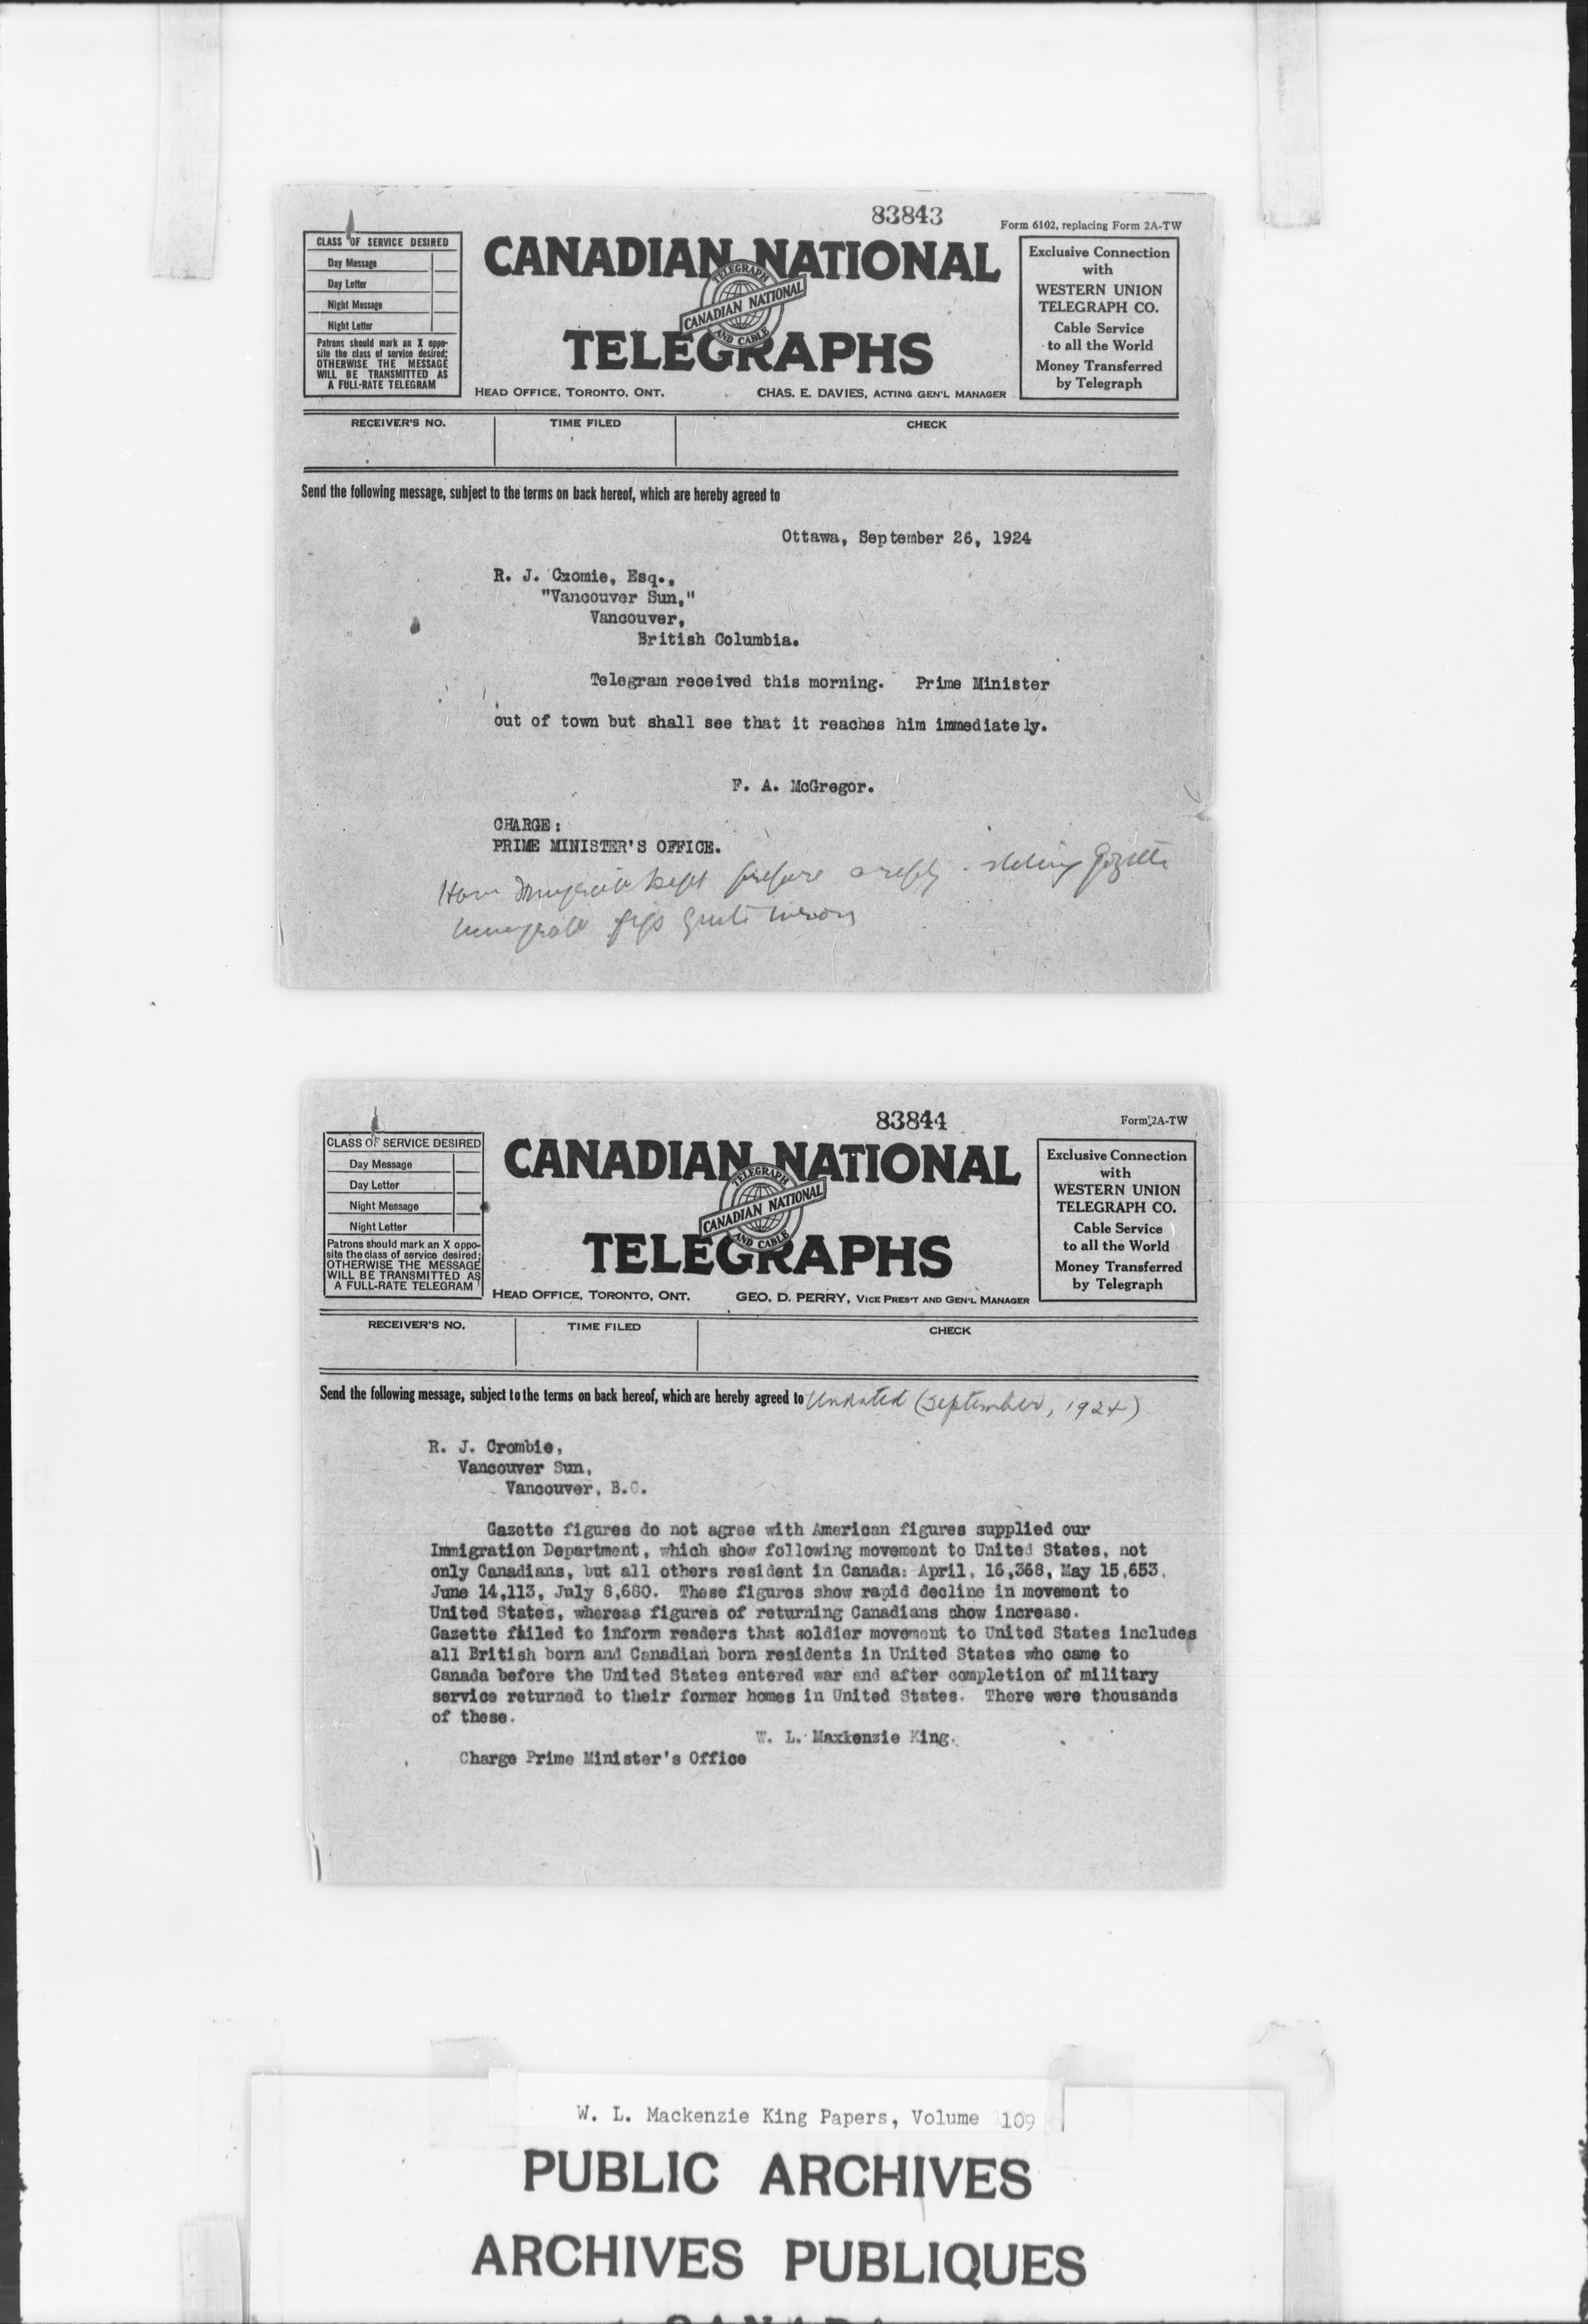 83843
Form 6102, replacing Form 2A-TW
CLASS OF SERVICE DESIRED
Day Message
Day Letter
Night Message
Night Letter
Patrons should mark an X oppo-
site the class of service desired;
OTHERWISE THE MESSAGE
WILL BE TRANSMITTED AS
A FULL-RATE TELEGRAM
CANADIAN NATIONAL
TELEGRAPH
CANADIAN NATIONAL
AND CABLE
TELEGRAPHS
HEAD OFFICE, TORONTO, ONT. CHAS. E. DAVIES, ACTING GEN'L MANAGER
Exclusive Connection
with
WESTERN UNION
TELEGRAPH CO.
Cable Service
to all the World
Money Transferred
by Telegraph
RECEIVER'S NO. TIME FILED CHECK
Send the following message, subject to the terms on back hereof, which are hereby agreed to
Ottawa, September 26, 1924
R. J. Cromie, Esq.,
"Vancouver Sun,"
Vancouver,
British Columbia.
Telegram received this morning. Prime Minister
out of town but shall see that it reaches him immediately.
F. A. McGregor.
CHARGE:
PRIME MINISTER'S OFFICE.
Have Immigration Dept prepare a reply - stating Gazette
figs quite wrong
83844
Form 2A-TW
CLASS OF SERVICE DESIRED
Day Message
Day Letter
Night Message
Night Letter
Patrons should mark an X oppo-
site the class of service desired;
OTHERWISE THE MESSAGE
WILL BE TRANSMITTED AS
A FULL-RATE TELEGRAM
CANADIAN NATIONAL
TELEGRAPH
CANADIAN NATIONAL
AND CABLE
TELEGRAPHS
HEAD OFFICE, TORONTO, ONT. GEO. D. PERRY, VICE PRES'T AND GEN'L MANAGER
Exclusive Connection
with
WESTERN UNION
TELEGRAPH CO.
Cable Service
to all the World
Money Transferred
by Telegraph
RECEIVER'S NO. TIME FILED CHECK
Send the following message, subject to the terms on back hereof, which are hereby agreed to Undated (September, 1924)
R. J. Crombie,
Vancouver Sun,
Vancouver, B.C.
Gazette figures do not agree with American figures supplied our
Immigration Department, which show following movement to United States, not
only Canadians, but all others resident in Canada: April, 16,368, May 15,653,
June 14,113, July 8,680. These figures show rapid decline in movement to
United States, whereas figures of returning Canadians show increase.
Gazette failed to inform readers that soldier movement to United States includes
all British born and Canadian born residents in United States who came to
Canada before the United States entered war and after completion of military
service returned to their former homes in United States. There were thousands
of these.
W. L. Maxkenzie King.
Charge Prime Minister's Office
W. L. Mackenzie King Papers, Volume 109
PUBLIC ARCHIVES
ARCHIVES PUBLIQUES
CANADA